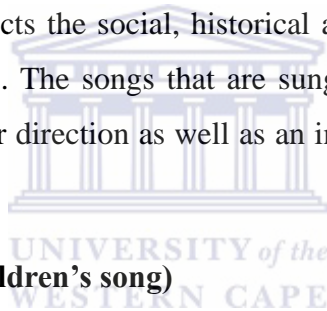 cts the social, historical a
. The songs that are sung
r direction as well as an in
UNIVERSITY of the
ldren’s song)
WESTERN CAPE